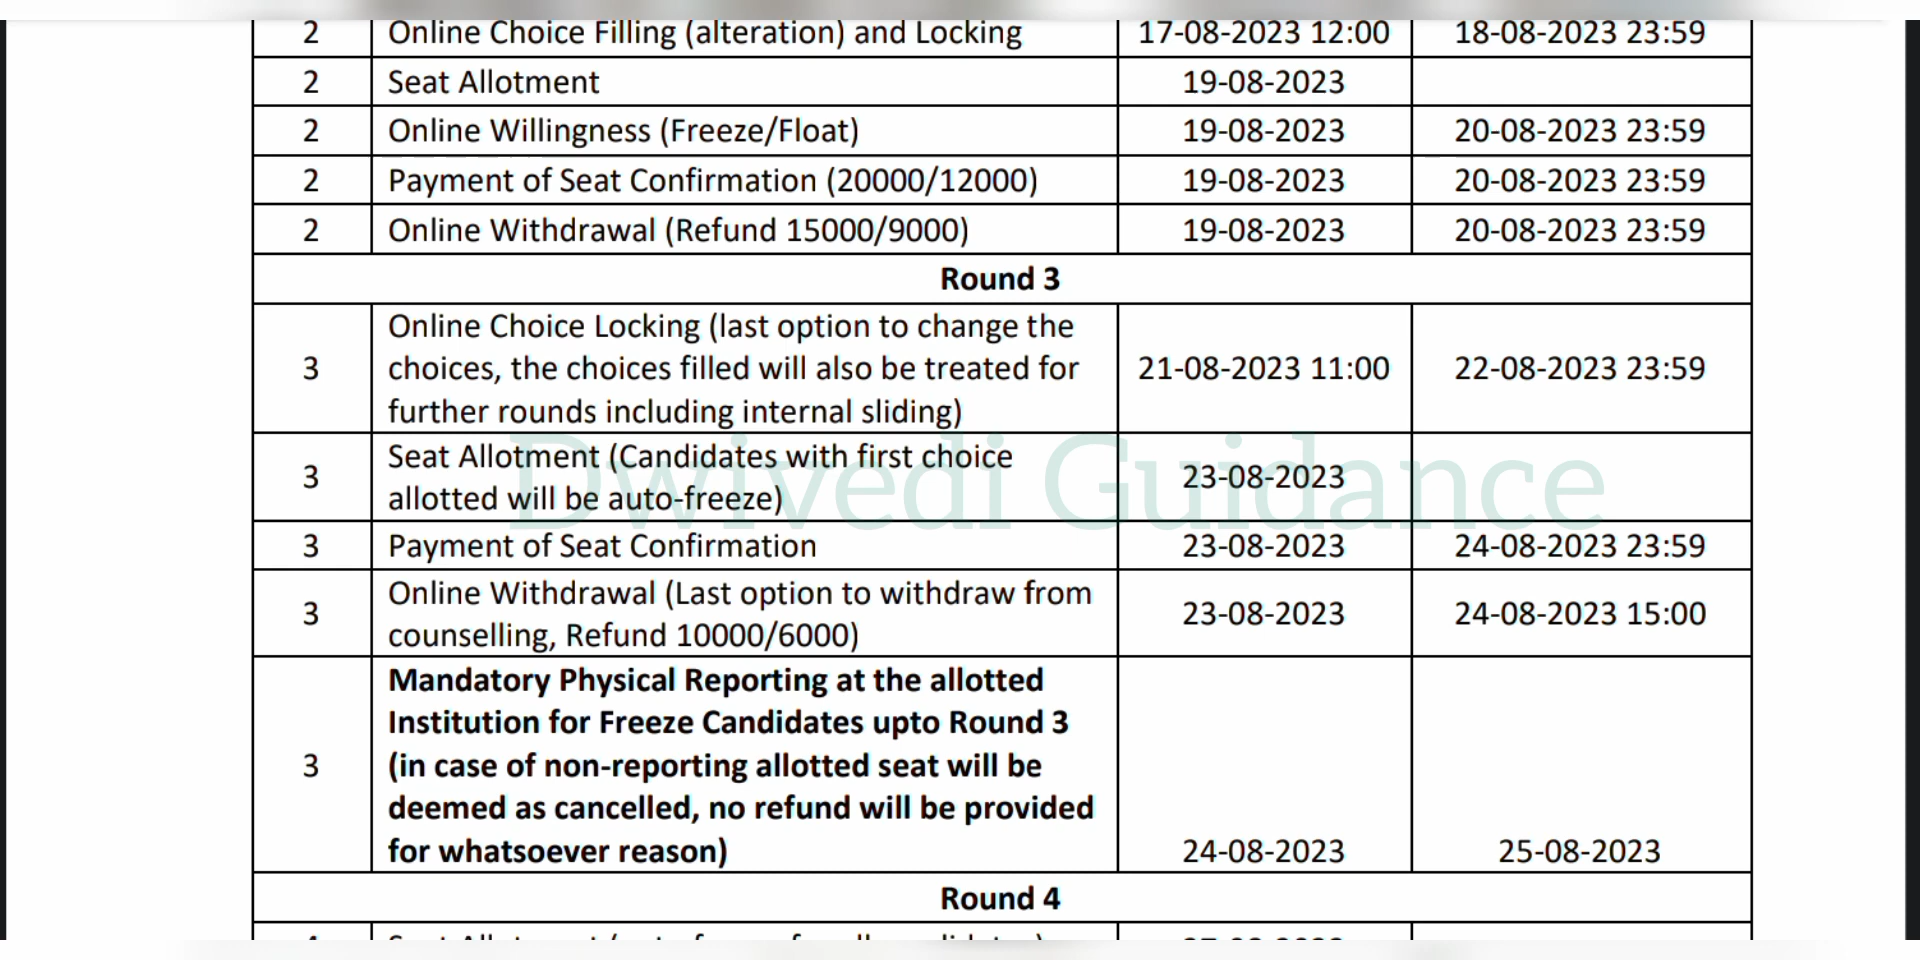 2 Online Choice Filling (alteration) and Locking 17-08-2023 12:00 18-08-2023 23:59
2 Seat Allotment 19-08-2023
2 Online Willingness (Freeze/Float) 19-08-2023 20-08-2023 23:59
2 Payment of Seat Confirmation (20000/12000) 19-08-2023 20-08-2023 23:59
2 Online Withdrawal (Refund 15000/9000) 19-08-2023 20-08-2023 23:59
Round 3
Online Choice Locking (last option to change the
3 choices, the choices filled will also be treated for 21-08-2023 11:00 22-08-2023 23:59
further rounds including internal sliding)
Dwivedi Guidance
Seat Allotment (Candidates with first choice
3 allotted will be auto-freeze) 23-08-2023
3 Payment of Seat Confirmation 23-08-2023 24-08-2023 23:59
Online Withdrawal (Last option to withdraw from
3 counselling, Refund 10000/6000) 23-08-2023 24-08-2023 15:00
Mandatory Physical Reporting at the allotted
Institution for Freeze Candidates upto Round 3
3 (in case of non-reporting allotted seat will be
deemed as cancelled, no refund will be provided
for whatsoever reason) 24-08-2023 25-08-2023
Round 4